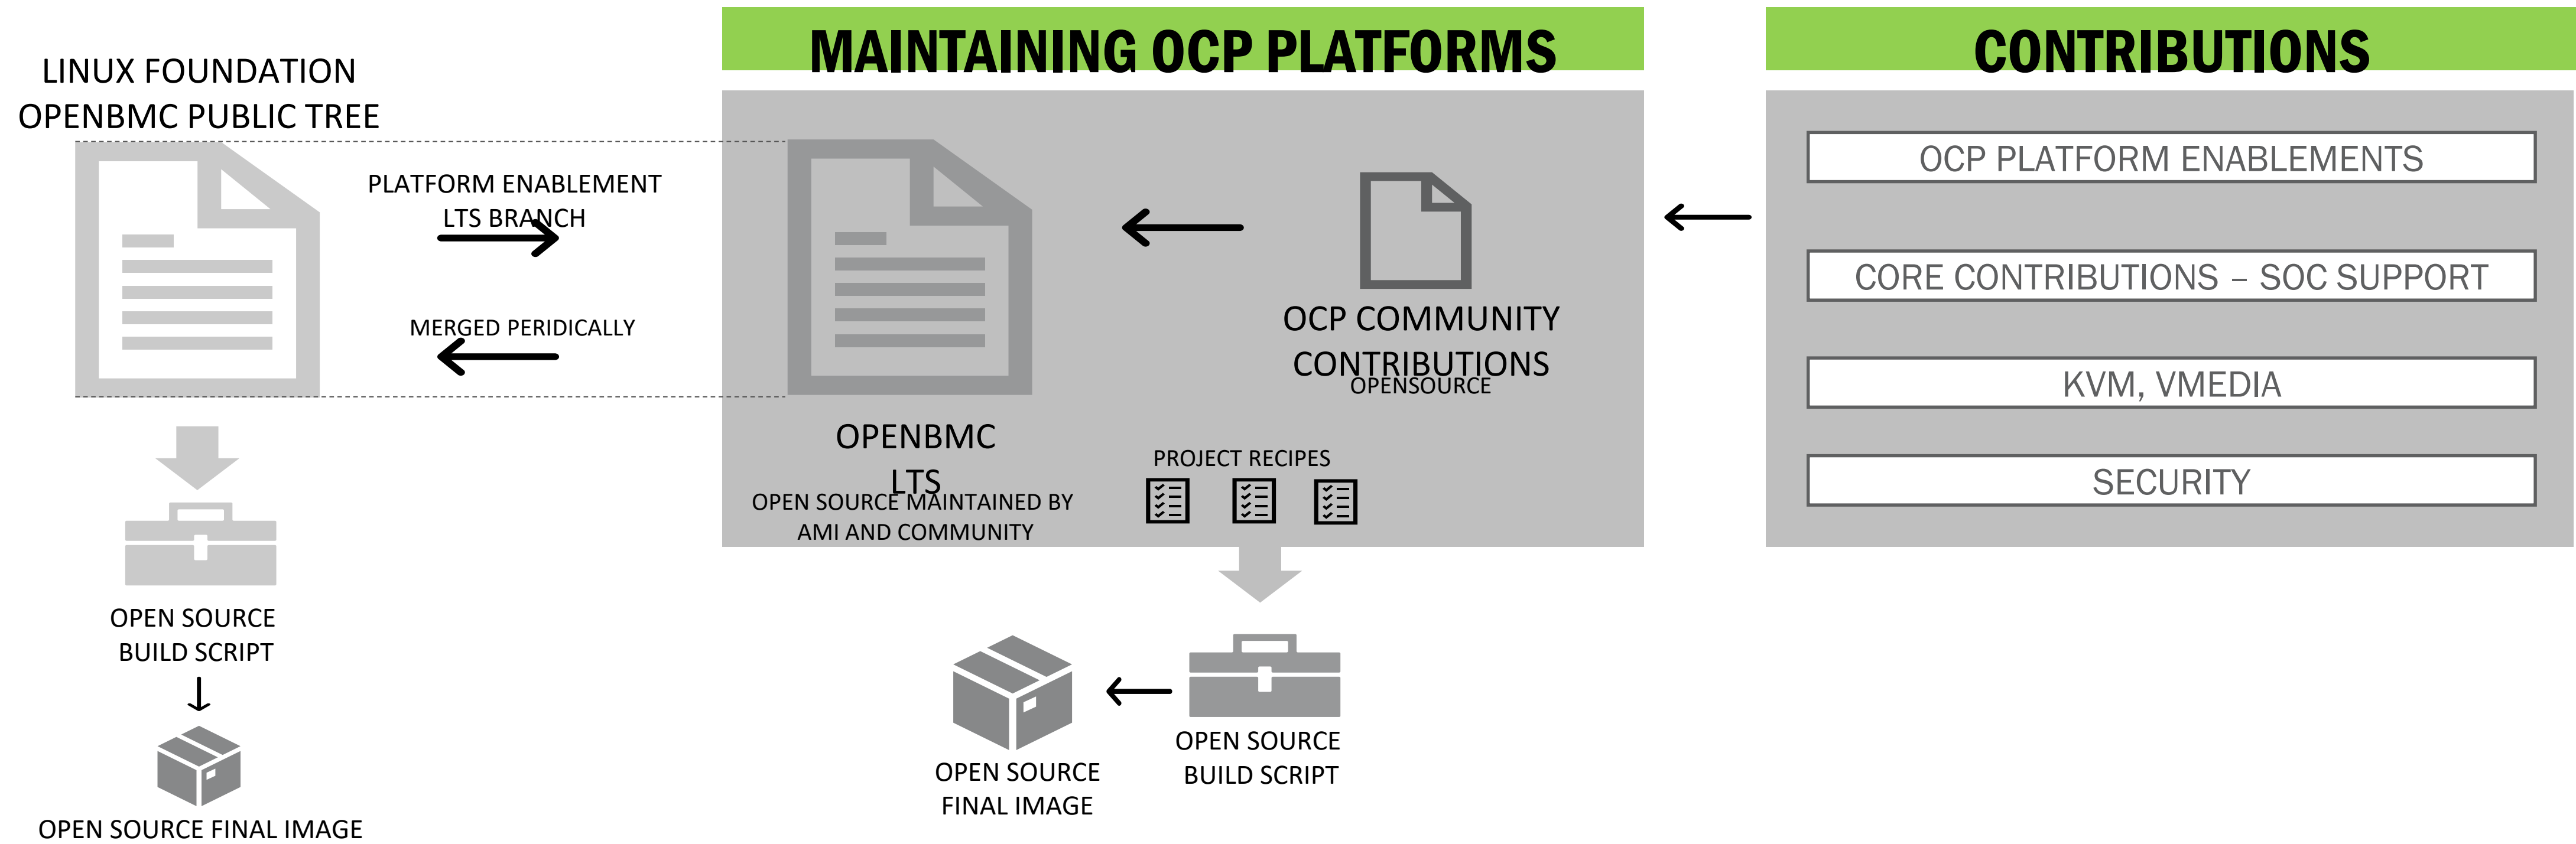 LINUX FOUNDATION
OPENBMC PUBLIC TREE
PLATFORM ENABLEMENT
LTS BRANCH
MERGED PERIDICALLY
OPEN SOURCE
BUILD SCRIPT
OPEN SOURCE FINAL IMAGE
MAINTAINING OCP PLATFORMS
OPENBMC
LTS
OPEN SOURCE MAINTAINED BY
AMI AND COMMUNITY
OCP COMMUNITY
CONTRIBUTIONS
OPENSOURCE
PROJECT RECIPES
OPEN SOURCE
BUILD SCRIPT
OPEN SOURCE
FINAL IMAGE
CONTRIBUTIONS
OCP PLATFORM ENABLEMENTS
CORE CONTRIBUTIONS – SOC SUPPORT
KVM, VMEDIA
SECURITY